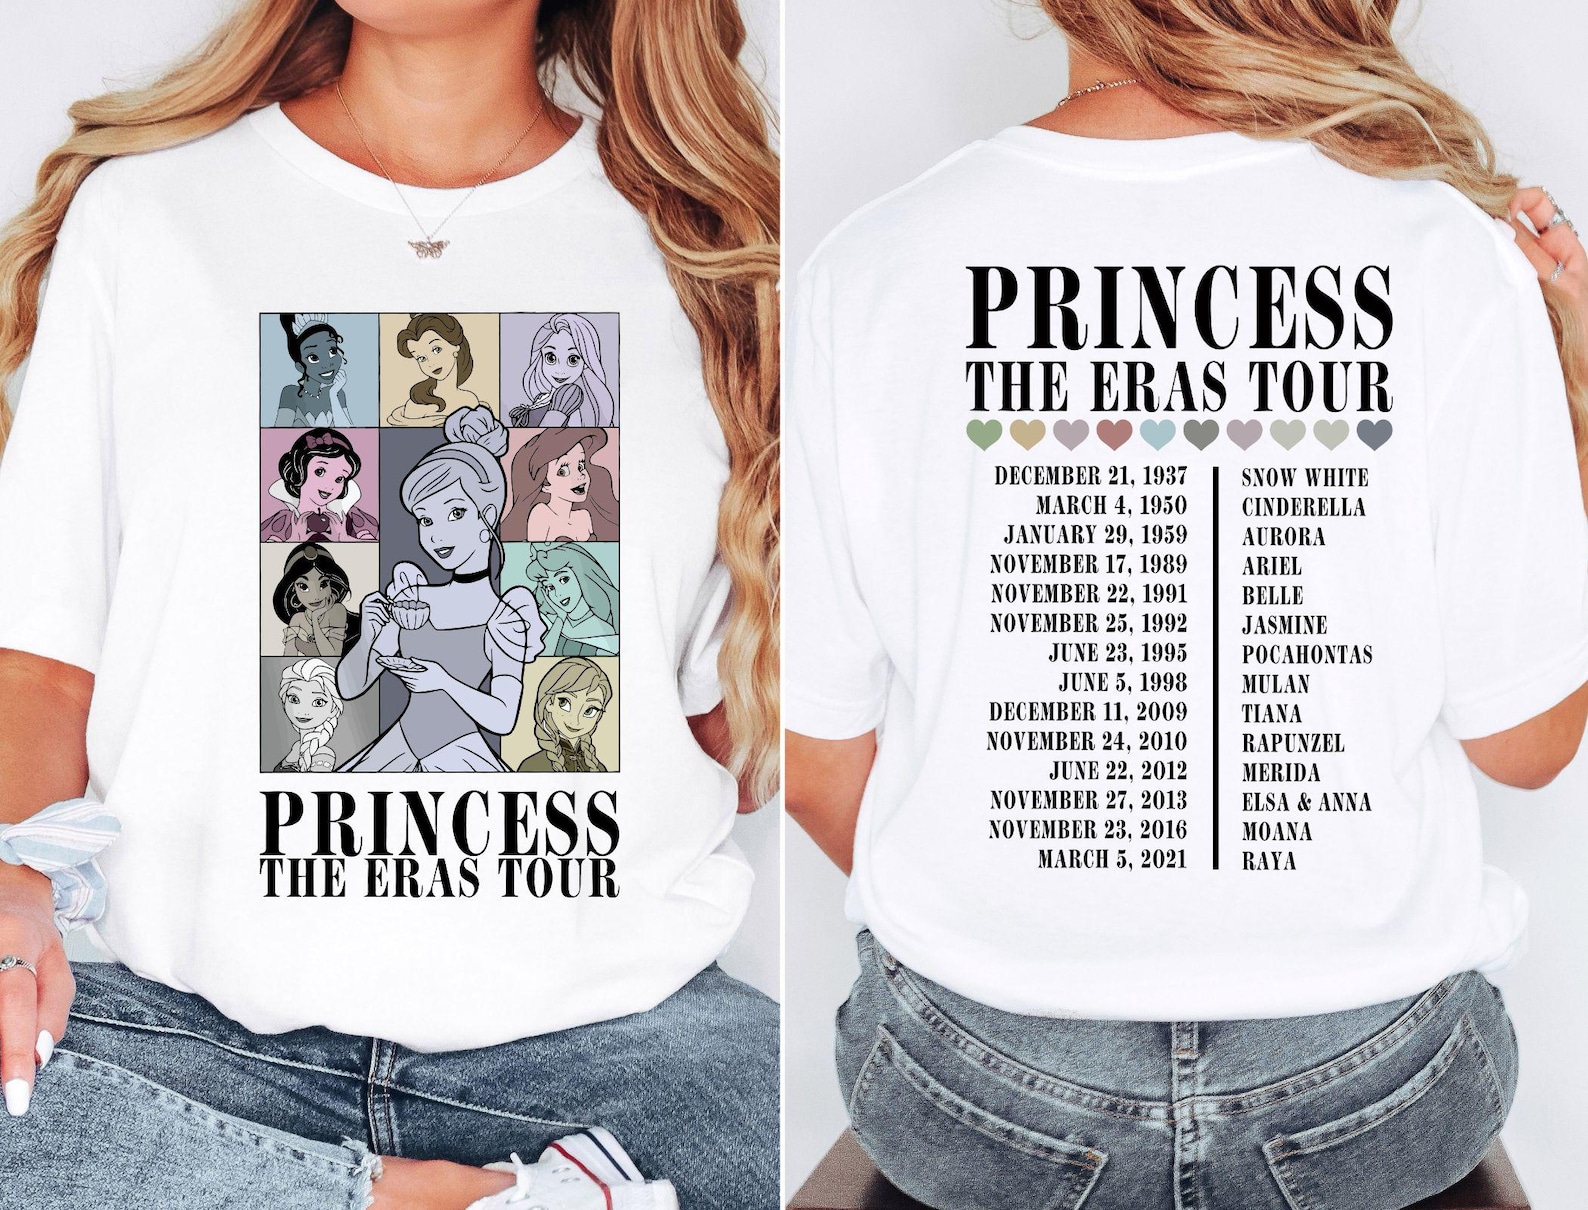 PRINCESS
THE ERAS TOUR
PRINCESS
THE ERAS TOUR
DECEMBER 21, 1937 SNOW WHITE
MARCH 4, 1950 CINDERELLA
JANUARY 29, 1959 AURORA
NOVEMBER 17, 1989 ARIEL
NOVEMBER 22, 1991 BELLE
NOVEMBER 25, 1992 JASMINE
JUNE 23, 1995 POCAHONTAS
JUNE 5, 1998 MULAN
DECEMBER 11, 2009 TIANA
NOVEMBER 24, 2010 RAPUNZEL
JUNE 22, 2012 MERIDA
NOVEMBER 27, 2013 ELSA & ANNA
NOVEMBER 23, 2016 MOANA
MARCH 5, 2021 RAYA